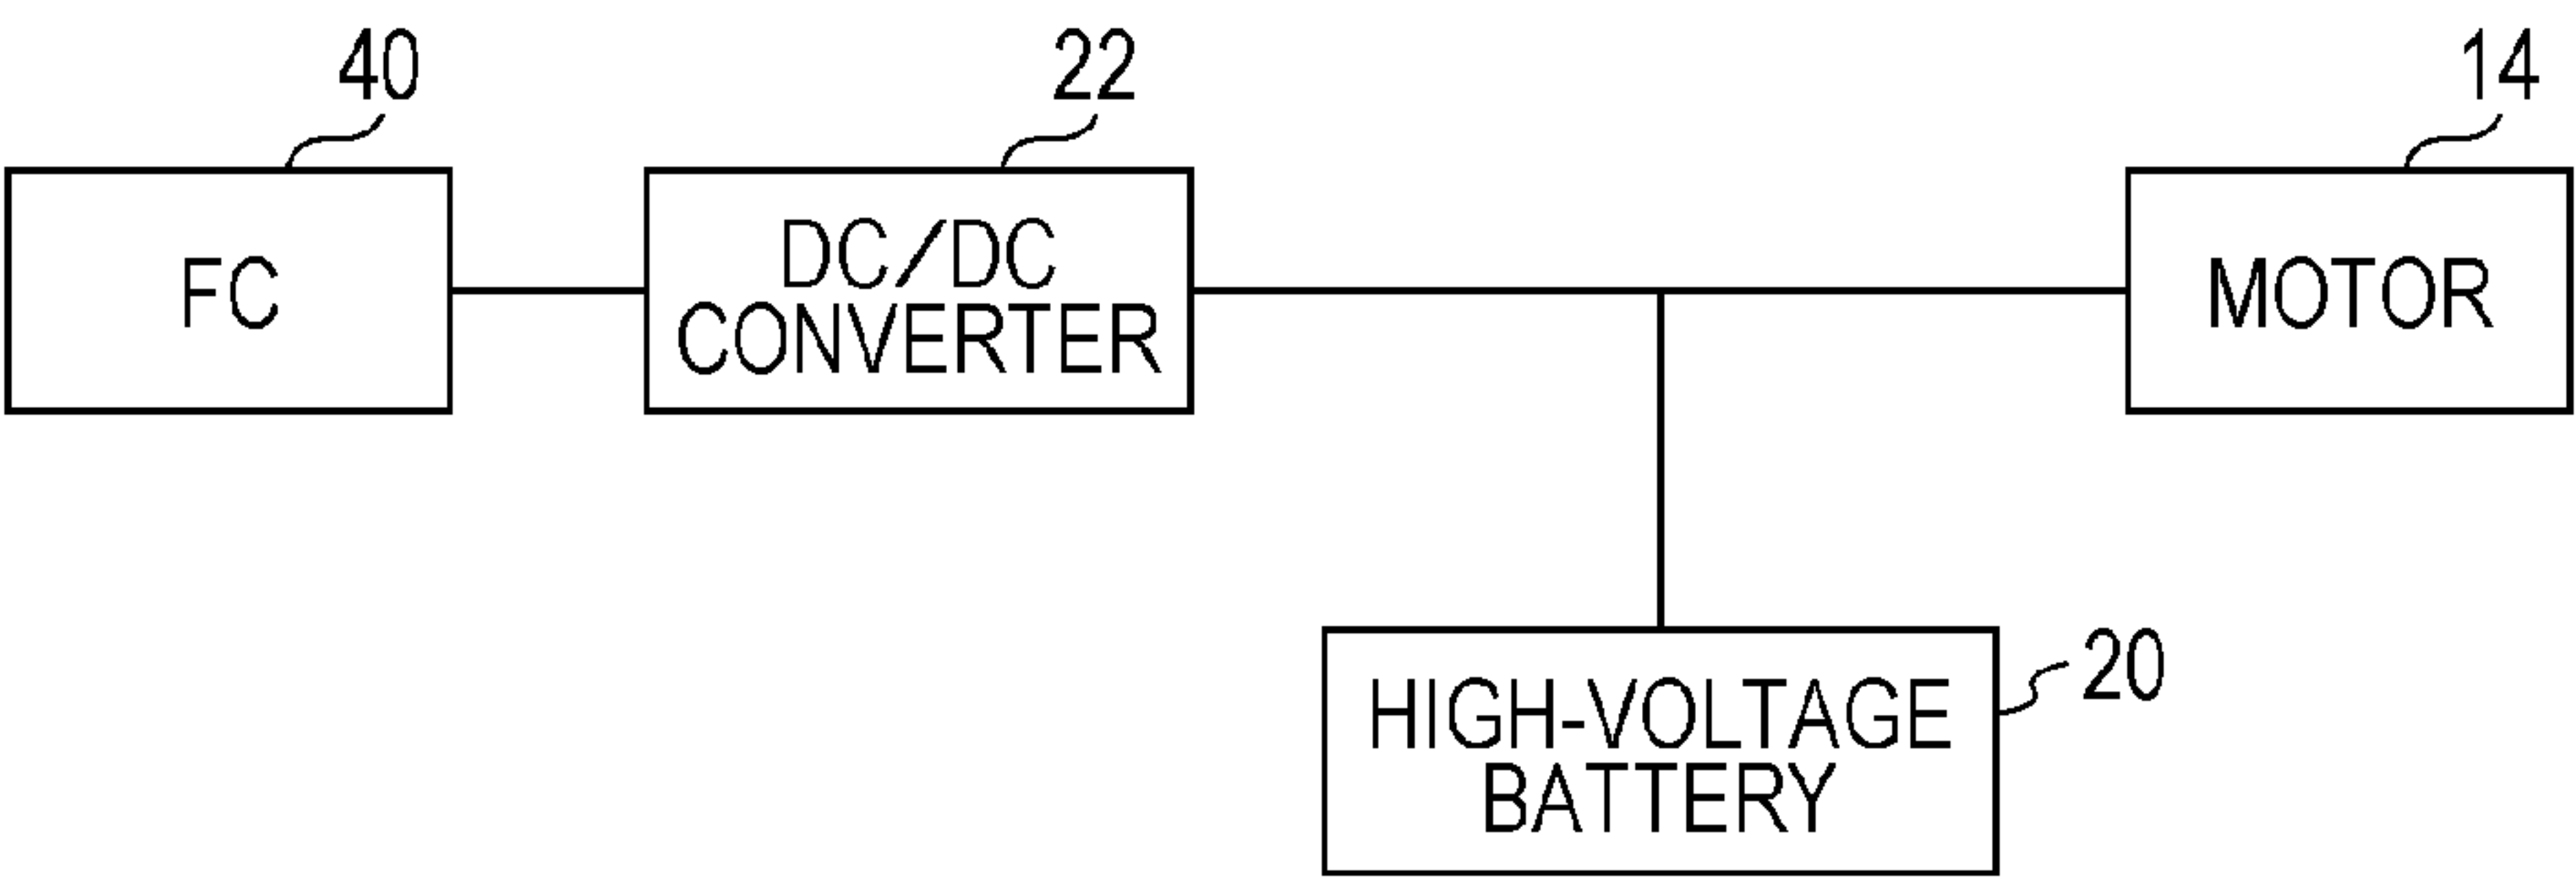 40
22
14
FC
DC/DC
CONVERTER
MOTOR
20
HIGH-VOLTAGE
BATTERY